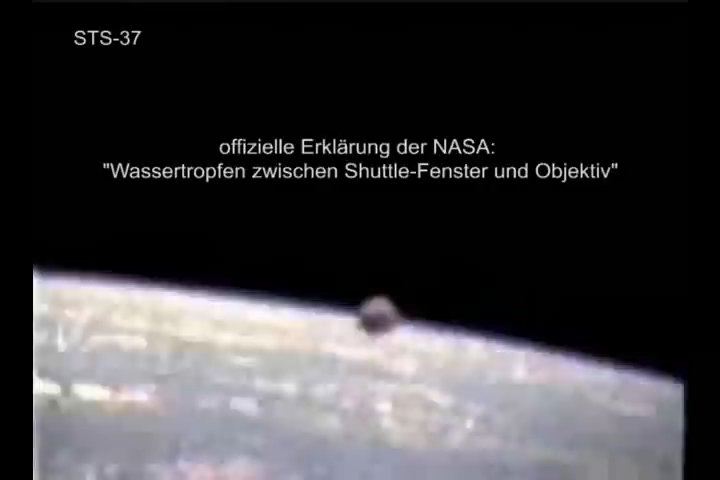 STS-37
offizielle Erklärung der NASA:
"Wassertropfen zwischen Shuttle-Fenster und Objektiv"